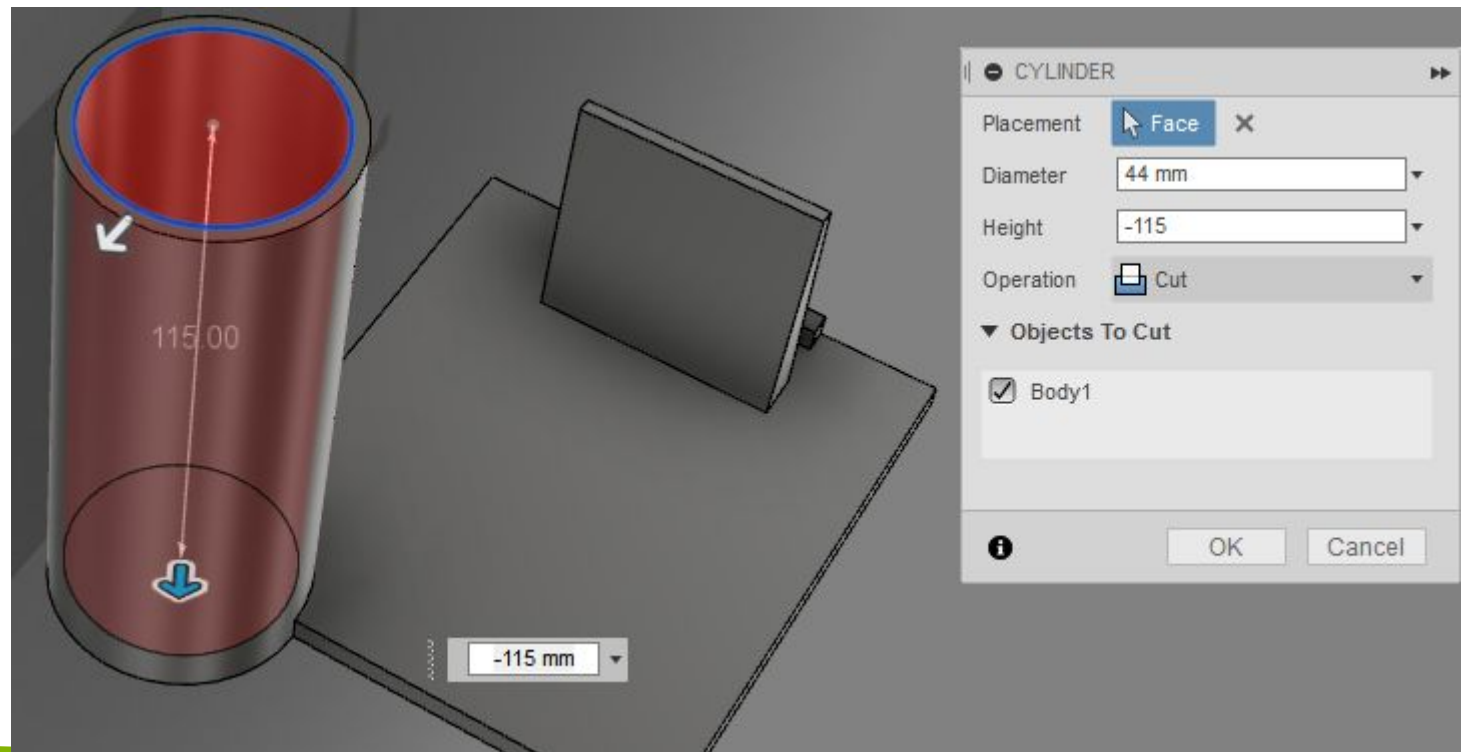 CYLINDER
Placement Face
Diameter 44 mm
Height -115
Operation Cut
Objects To Cut
Body1
OK Cancel
115.00
-115 mm